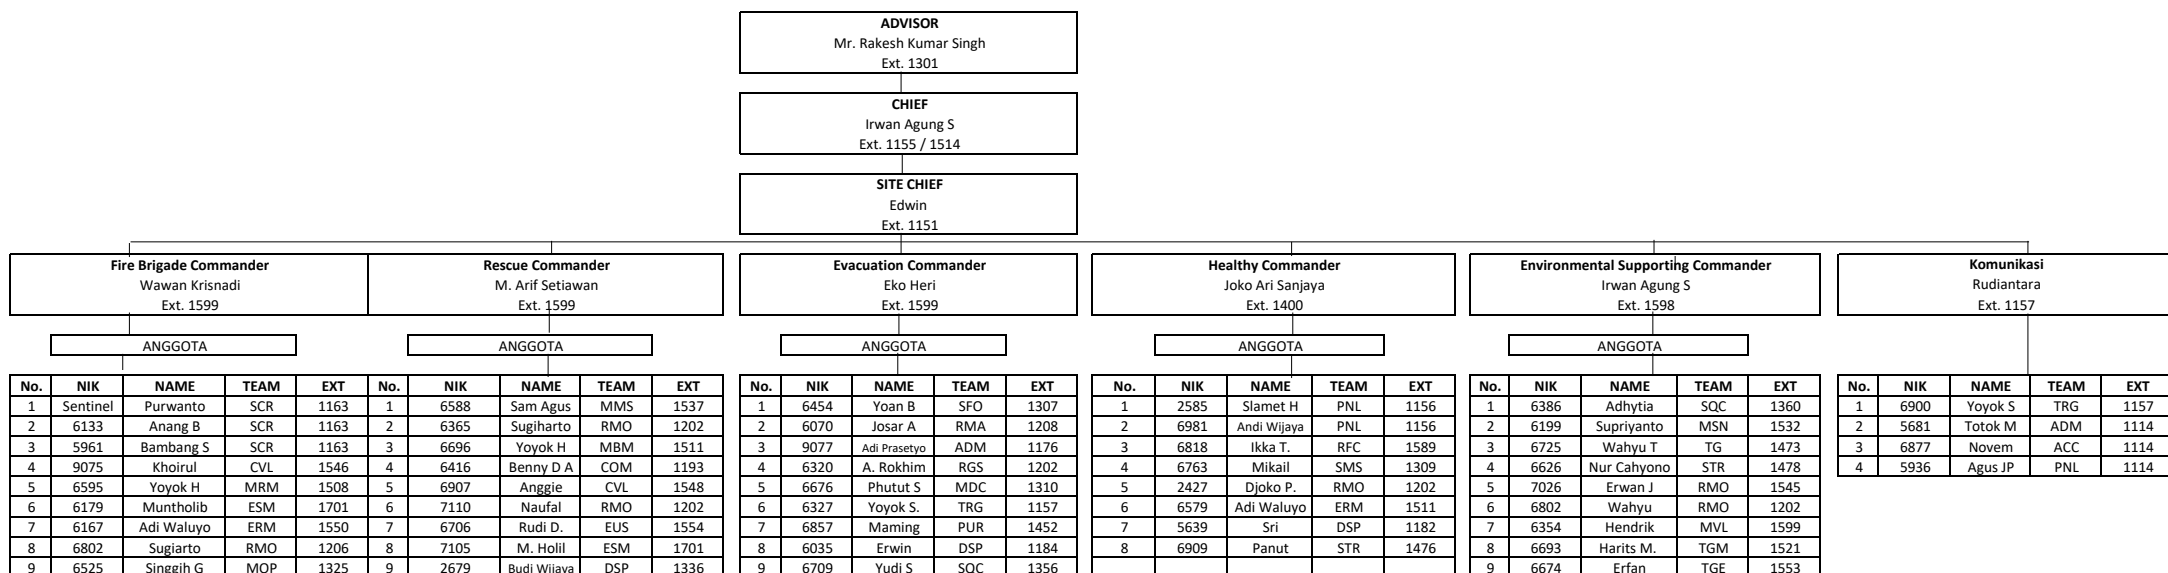 ADVISOR
Mr. Rakesh Kumar Singh
Ext. 1301
CHIEF
Irwan Agung S
Ext. 1155 / 1514
SITE CHIEF
Edwin
Ext. 1151
Fire Brigade Commander
Wawan Krisnadi
Ext. 1599
Rescue Commander
M. Arif Setiawan
Ext. 1599
Evacuation Commander
Eko Heri
Ext. 1599
Healthy Commander
Joko Ari Sanjaya
Ext. 1400
Environmental Supporting Commander
Irwan Agung S
Ext. 1598
Komunikasi
Rudiantara
Ext. 1157
ANGGOTA
No. NIK NAME TEAM EXT
1 Sentinel Purwanto SCR 1163
2 6133 Anang B SCR 1163
3 5961 Bambang S SCR 1163
4 9075 Khoirul CVL 1546
5 6595 Yoyok H MRM 1508
6 6179 Muntholib ESM 1701
7 6167 Adi Waluyo ERM 1550
8 6802 Sugiarto RMO 1206
9 6525 Singgih G MOP 1325
ANGGOTA
No. NIK NAME TEAM EXT
1 6588 Sam Agus MMS 1537
2 6365 Sugiharto RMO 1202
3 6696 Yoyok H MBM 1511
4 6416 Benny D A COM 1193
5 6907 Anggie CVL 1548
6 7110 Naufal RMO 1202
7 6706 Rudi D. EUS 1554
8 7105 M. Holil ESM 1701
9 2679 Budi Wijaya DSP 1336
ANGGOTA
No. NIK NAME TEAM EXT
1 6454 Yoan B SFO 1307
2 6070 Josar A RMA 1208
3 9077 Adi Prasetyo ADM 1176
4 6320 A. Rokhim RGS 1202
5 6676 Phutut S MDC 1310
6 6327 Yoyok S. TRG 1157
7 6857 Maming PUR 1452
8 6035 Erwin DSP 1184
9 6709 Yudi S SQC 1356
ANGGOTA
No. NIK NAME TEAM EXT
1 2585 Slamet H PNL 1156
2 6981 Andi Wijaya PNL 1156
3 6818 Ikka T. RFC 1589
4 6763 Mikail SMS 1309
5 2427 Djoko P. RMO 1202
6 6579 Adi Waluyo ERM 1511
7 5639 Sri DSP 1182
8 6909 Panut STR 1476
ANGGOTA
No. NIK NAME TEAM EXT
1 6386 Adhytia SQC 1360
2 6199 Supriyanto MSN 1532
3 6725 Wahyu T TG 1473
4 6626 Nur Cahyono STR 1478
5 7026 Erwan J RMO 1545
6 6802 Wahyu RMO 1202
7 6354 Hendrik MVL 1599
8 6693 Harits M. TGM 1521
9 6674 Erfan TGE 1553
No. NIK NAME TEAM EXT
1 6900 Yoyok S TRG 1157
2 5681 Totok M ADM 1114
3 6877 Novem ACC 1114
4 5936 Agus JP PNL 1114